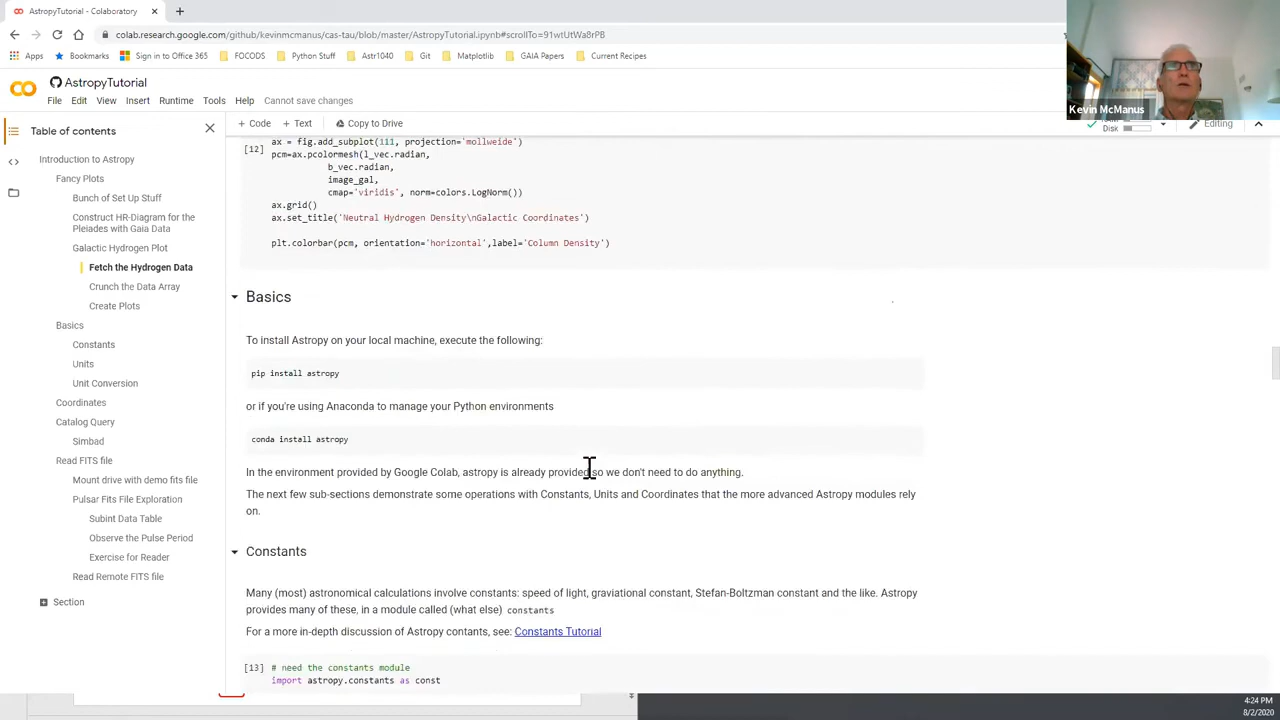 AstropyTutorial - Colaboratory
colab.research.google.com/github/kevinmcmanus/cas-tau/blob/master/AstropyTutorial.ipynb#scrollTo=91wtUtWa8rPB
Apps Bookmarks Sign in to Office 365 FOCODS Python Stuff Astr1040 Git Matplotlib GAIA Papers Current Recipes
AstropyTutorial
File Edit View Insert Runtime Tools Help Cannot save changes
Kevin McManus
+ Code + Text Copy to Drive
Disk
Editing
Table of contents
Introduction to Astropy
Fancy Plots
Bunch of Set Up Stuff
Construct HR-Diagram for the
Pleiades with Gaia Data
Galactic Hydrogen Plot
Fetch the Hydrogen Data
Crunch the Data Array
Create Plots
Basics
Constants
Units
Unit Conversion
Coordinates
Catalog Query
Simbad
Read FITS file
Mount drive with demo fits file
Pulsar Fits File Exploration
Subint Data Table
Observe the Pulse Period
Exercise for Reader
Read Remote FITS file
Section
[12] ax = fig.add_subplot(111, projection='mollweide')
pcm=ax.pcolormesh(l_vec.radian,
b_vec.radian,
image_gal,
cmap='viridis', norm=colors.LogNorm())
ax.grid()
ax.set_title('Neutral Hydrogen Density\nGalactic Coordinates')
plt.colorbar(pcm, orientation='horizontal',label='Column Density')
Basics
To install Astropy on your local machine, execute the following:
pip install astropy
or if you're using Anaconda to manage your Python environments
conda install astropy
In the environment provided by Google Colab, astropy is already provided so we don't need to do anything.
The next few sub-sections demonstrate some operations with Constants, Units and Coordinates that the more advanced Astropy modules rely
on.
Constants
Many (most) astronomical calculations involve constants: speed of light, graviational constant, Stefan-Boltzman constant and the like. Astropy
provides many of these, in a module called (what else) constants
For a more in-depth discussion of Astropy contants, see: Constants Tutorial
[13] # need the constants module
import astropy.constants as const
4:24 PM
8/2/2020